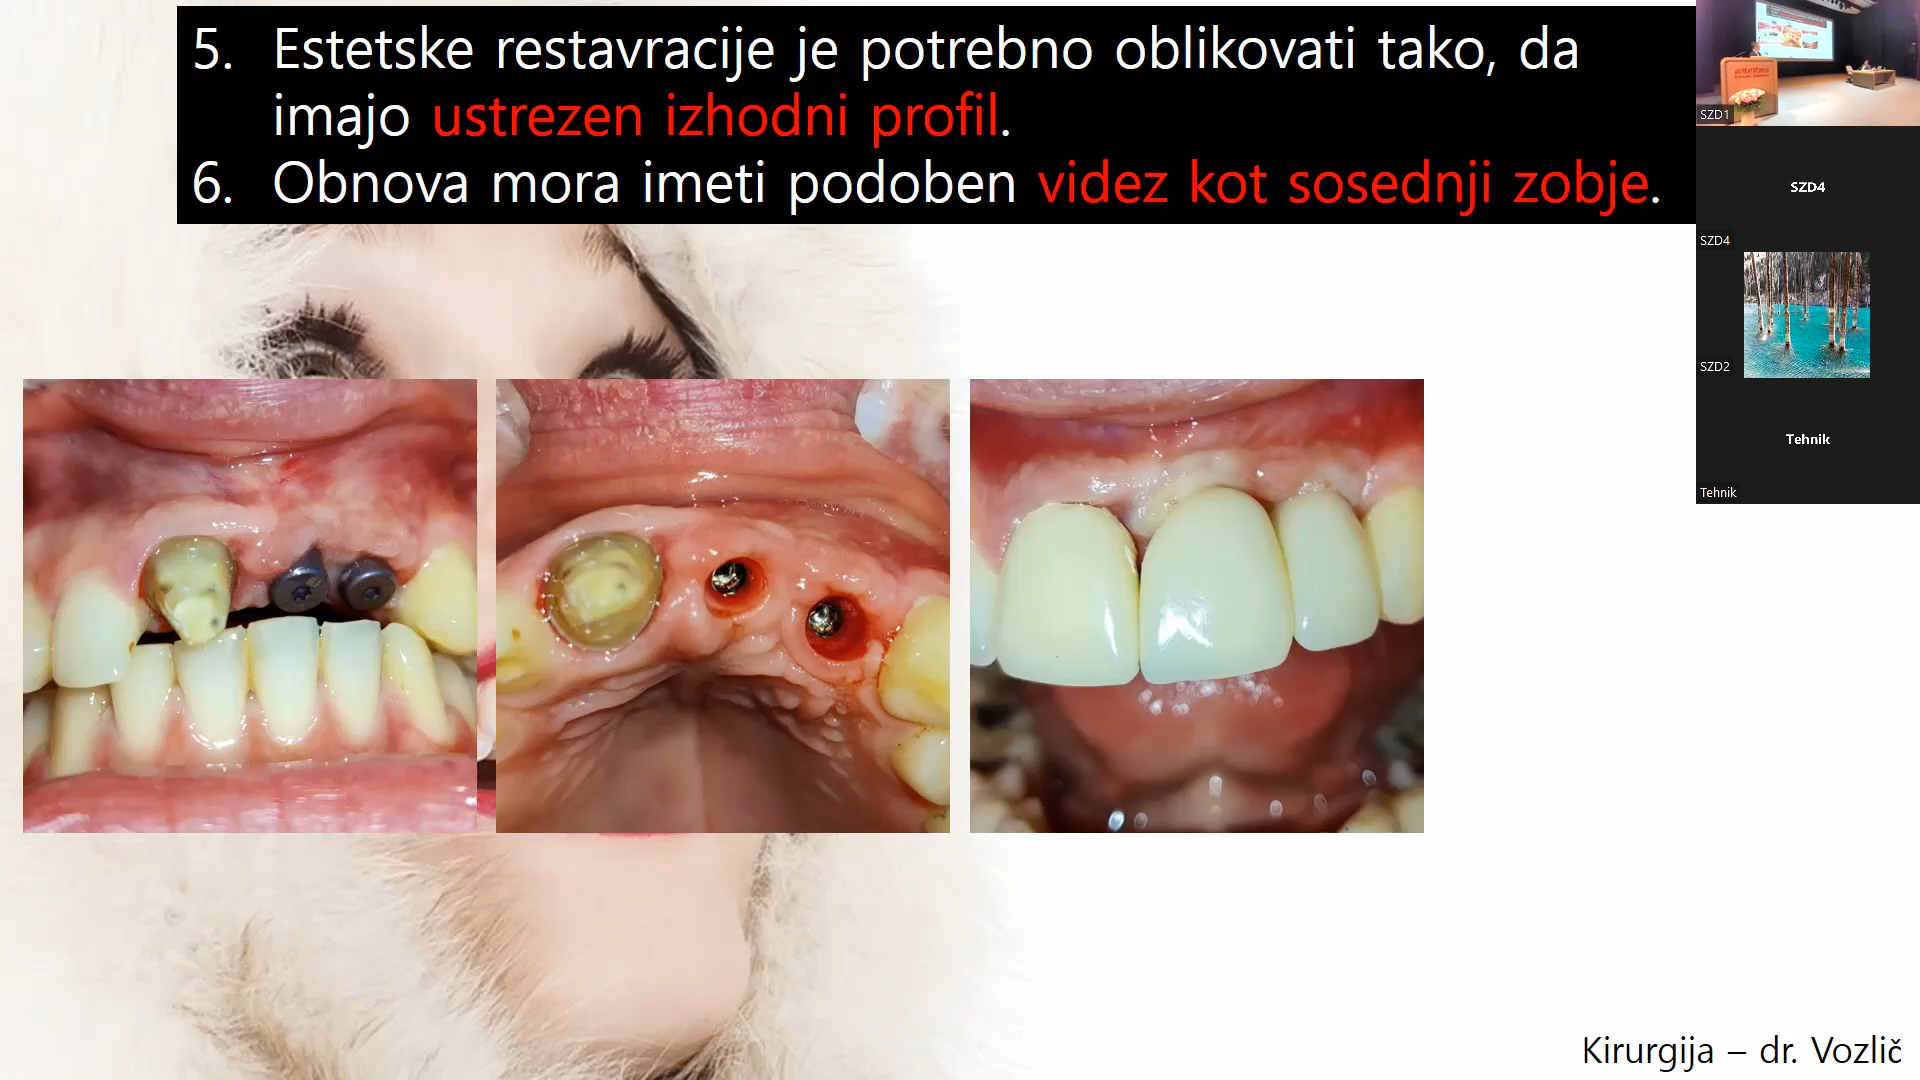 5. Estetske restavracije je potrebno oblikovati tako, da
imajo ustrezen izhodni profil.
6. Obnova mora imeti podoben videz kot sosednji zobje.
SZD1
SZD4
SZD4
SZD2
Tehnik
Tehnik
Kirurgija – dr. Vozlič